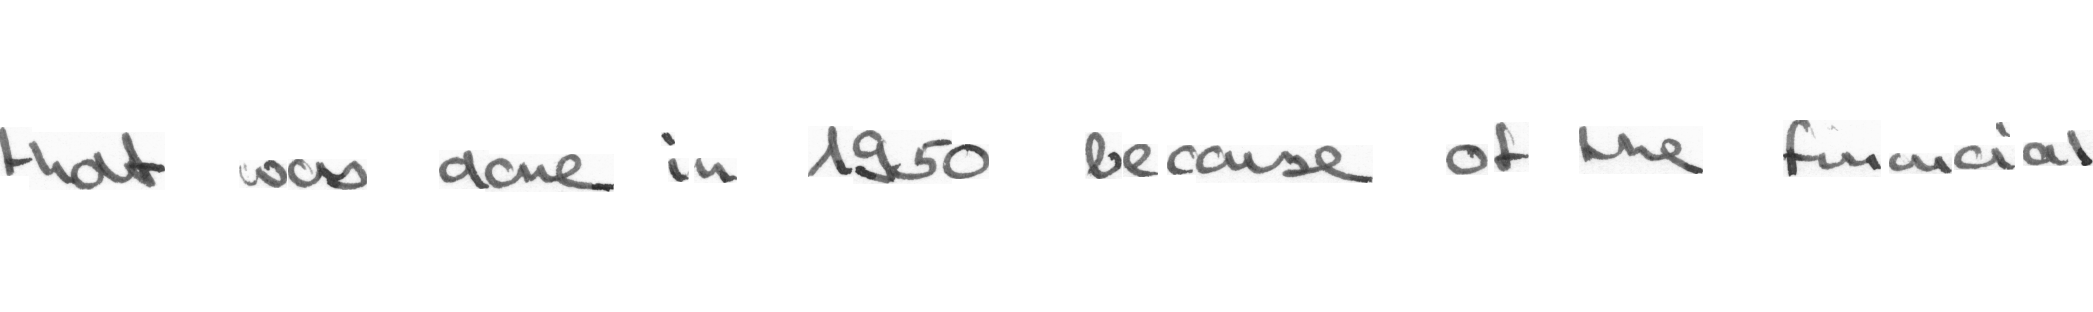 that was done in 1950 because of the financial